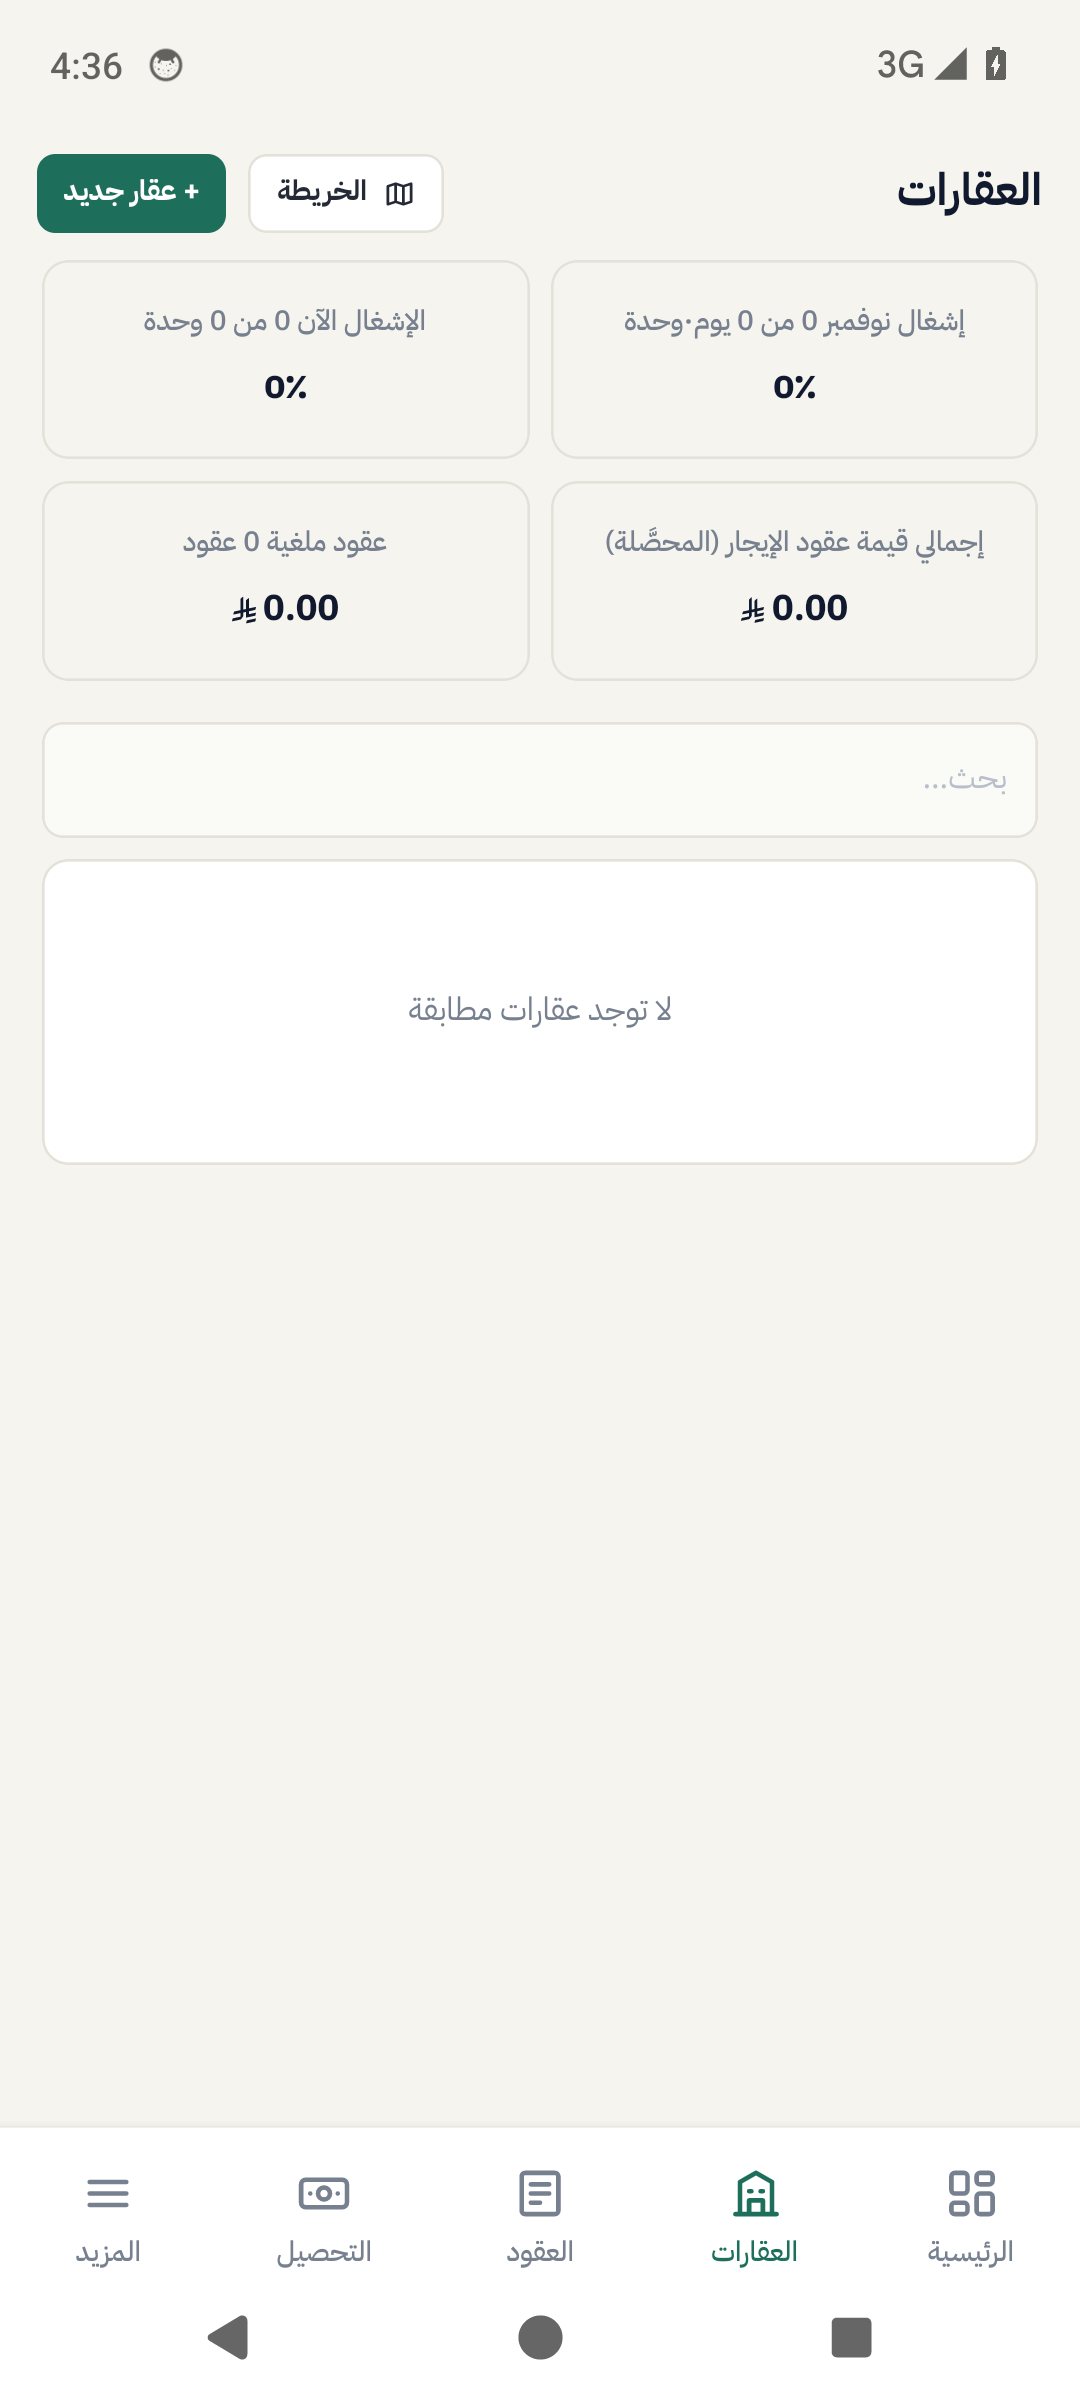 4:36 3G
العقارات
الخريطة
+ عقار جديد
إشغال نوفمبر 0 من 0 يوم·وحدة
0٪
الإشغال الآن 0 من 0 وحدة
0٪
إجمالي قيمة عقود الإيجار (المحصَّلة)
0.00 ⃁
عقود ملغية 0 عقود
0.00 ⃁
بحث...
لا توجد عقارات مطابقة
الرئيسية
العقارات
العقود
التحصيل
المزيد